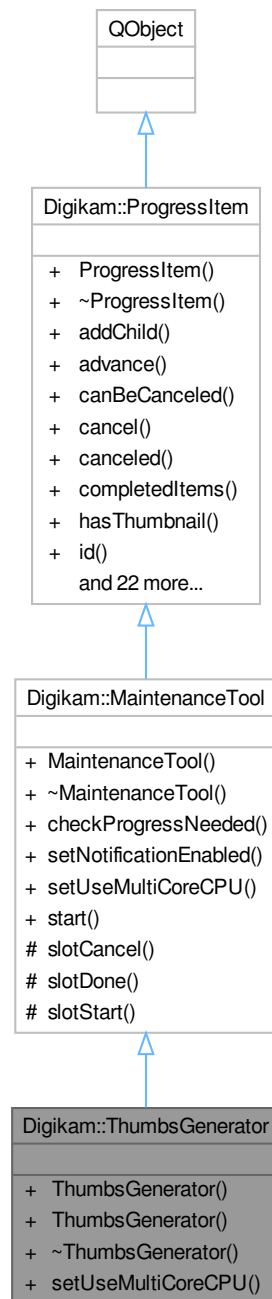 QObject
Digikam::ProgressItem
+ ProgressItem()
+ ~ProgressItem()
+ addChild()
+ advance()
+ canBeCanceled()
+ cancel()
+ canceled()
+ completedItems()
+ hasThumbnail()
+ id()
and 22 more...
Digikam::MaintenanceTool
+ MaintenanceTool()
+ ~MaintenanceTool()
+ checkProgressNeeded()
+ setNotificationEnabled()
+ setUseMultiCoreCPU()
+ start()
# slotCancel()
# slotDone()
# slotStart()
Digikam::ThumbsGenerator
+ ThumbsGenerator()
+ ThumbsGenerator()
+ ~ThumbsGenerator()
+ setUseMultiCoreCPU()